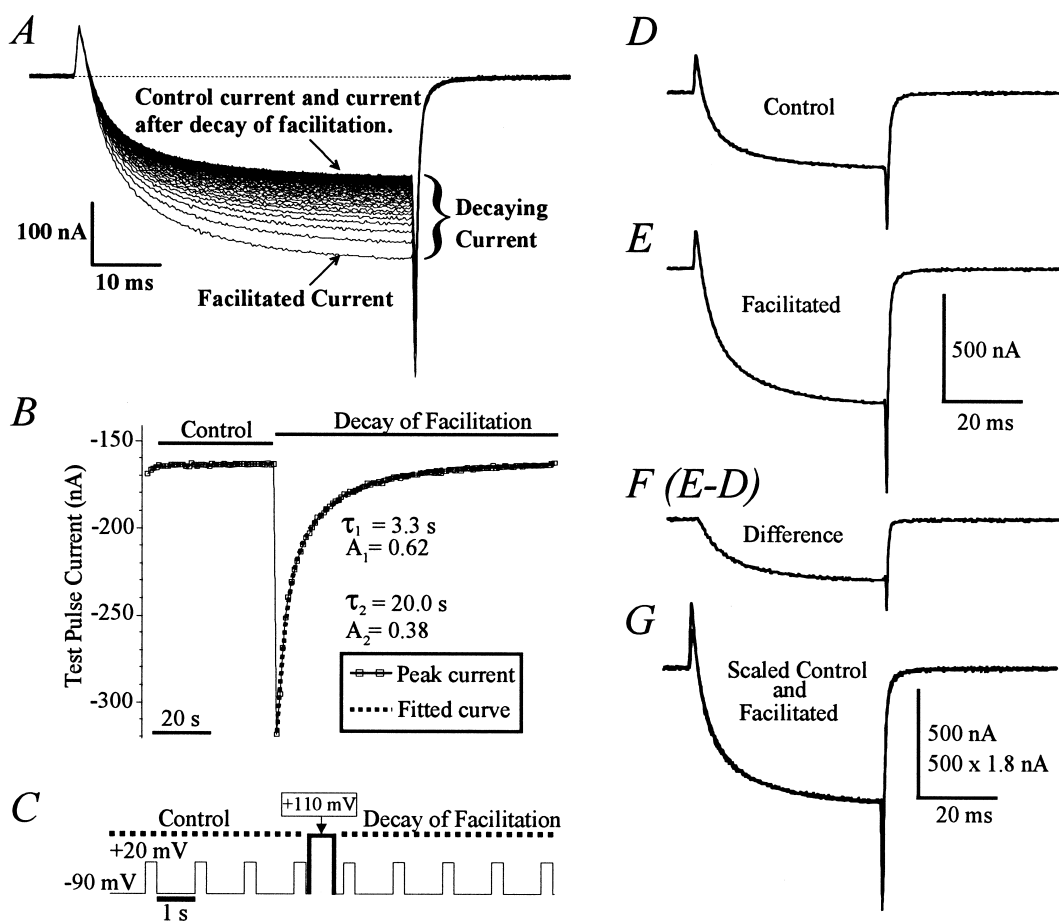 A
Control current and current
after decay of facilitation.
100 nA
10 ms
Decaying
Current
Facilitated Current
B
Control
Decay of Facilitation
Test Pulse Current (nA)
-150
-200
-250
-300
τ1 = 3.3 s
A1= 0.62
τ2 = 20.0 s
A2= 0.38
Peak current
Fitted curve
20 s
C
Control
+110 mV
Decay of Facilitation
+20 mV
-90 mV
1 s
D
Control
E
Facilitated
500 nA
20 ms
F (E-D)
Difference
G
Scaled Control
and
Facilitated
500 nA
500 x 1.8 nA
20 ms